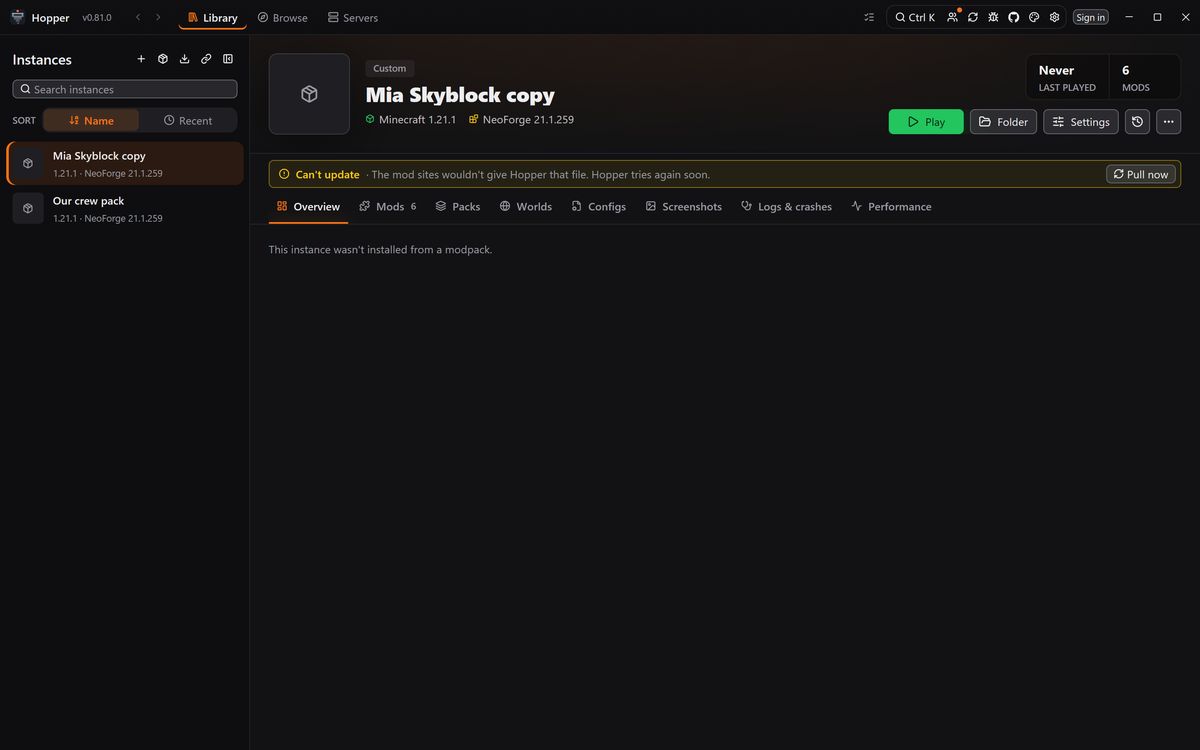 Hopper v0.81.0 Library Browse Servers Ctrl K Sign in
Instances
Search instances
SORT Name Recent
Mia Skyblock copy
1.21.1 · NeoForge 21.1.259
Our crew pack
1.21.1 · NeoForge 21.1.259
Custom
Mia Skyblock copy
Minecraft 1.21.1 NeoForge 21.1.259
Never
LAST PLAYED
6
MODS
Play Folder Settings
Can't update · The mod sites wouldn't give Hopper that file. Hopper tries again soon. Pull now
Overview Mods 6 Packs Worlds Configs Screenshots Logs & crashes Performance
This instance wasn't installed from a modpack.